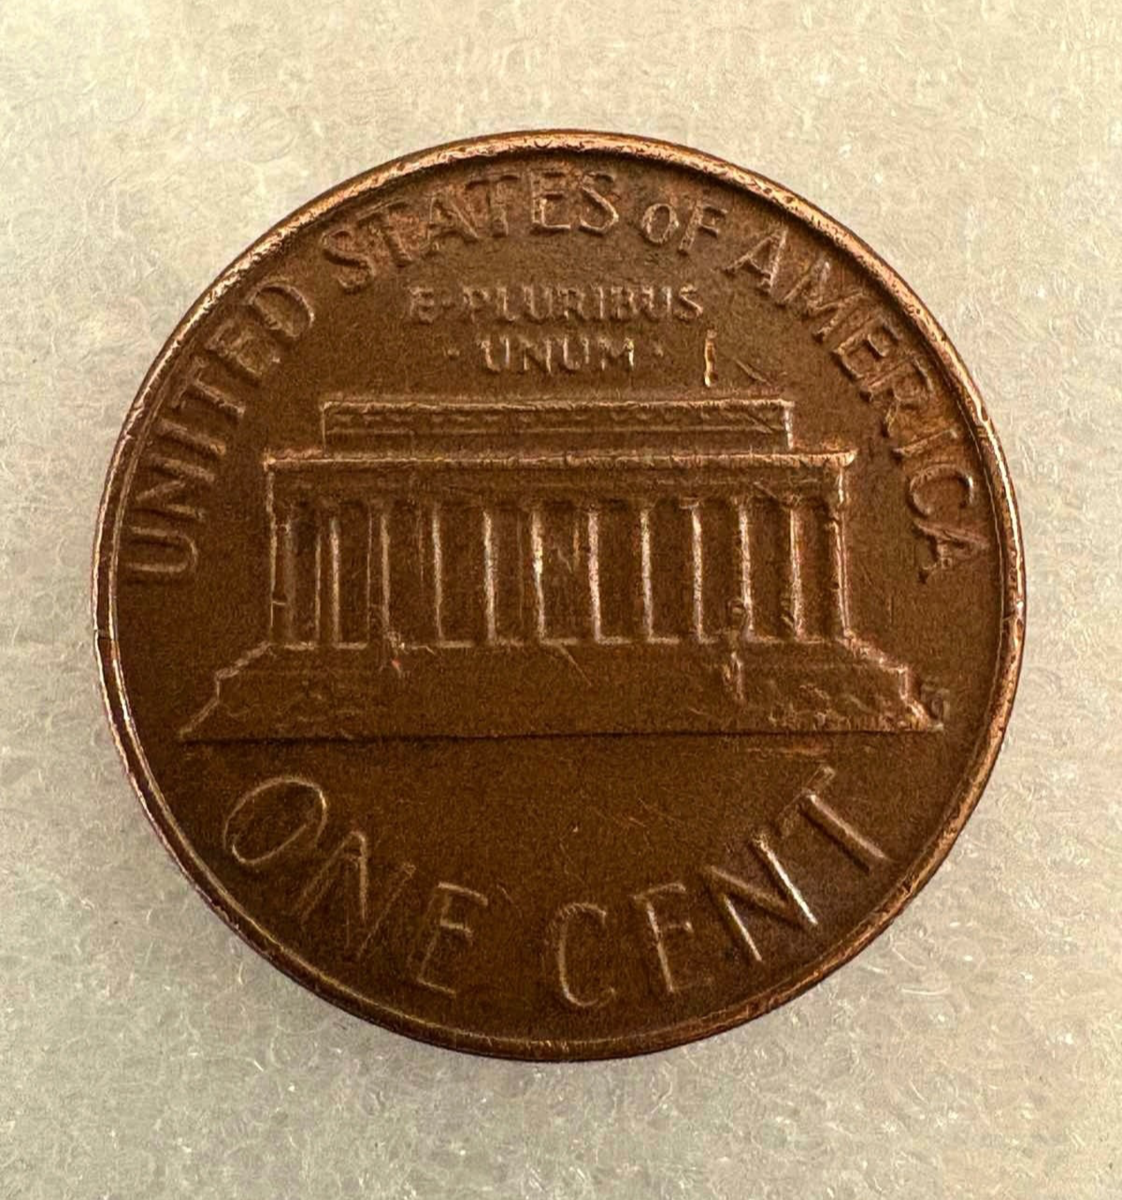 UNITED STATES OF AMERICA
E·PLURIBUS
·UNUM·
ONE CENT